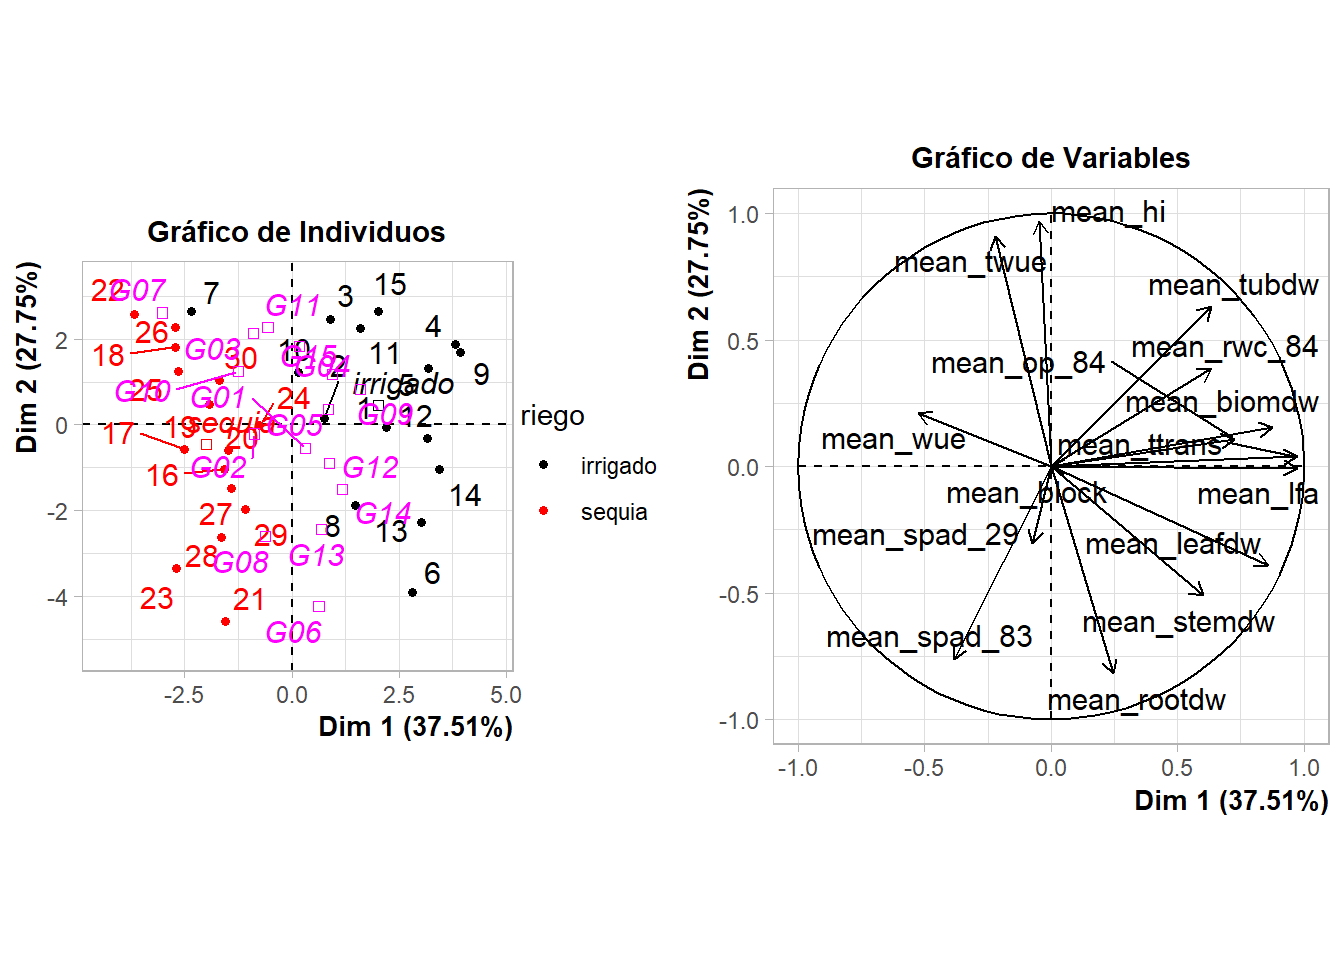 Gráfico de Individuos
Dim 2 (27.75%)
2
0
-2
-4
-2.5
0.0
2.5
5.0
Dim 1 (37.51%)
22
G07
7
G11
3
15
26
4
18
G03
30
10
G15
G04
11
2
9
25
G10
G01
24
irrigado
5
1
G09
12
17
19
sequia
20
G05
16
G02
G12
14
27
G14
29
8
13
28
G08
G13
6
23
21
G06
riego
irrigado
sequia
Gráfico de Variables
Dim 2 (27.75%)
1.0
0.5
0.0
-0.5
-1.0
-1.0
-0.5
0.0
0.5
1.0
Dim 1 (37.51%)
mean_hi
mean_twue
mean_tubdw
mean_rwc_84
mean_op_84
mean_biomdw
mean_wue
mean_ttrans
mean_block
mean_lfa
mean_spad_29
mean_leafdw
mean_stemdw
mean_spad_83
mean_rootdw